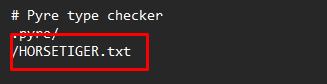 # Pyre type checker
.pyre/
/HORSETIGER.txt